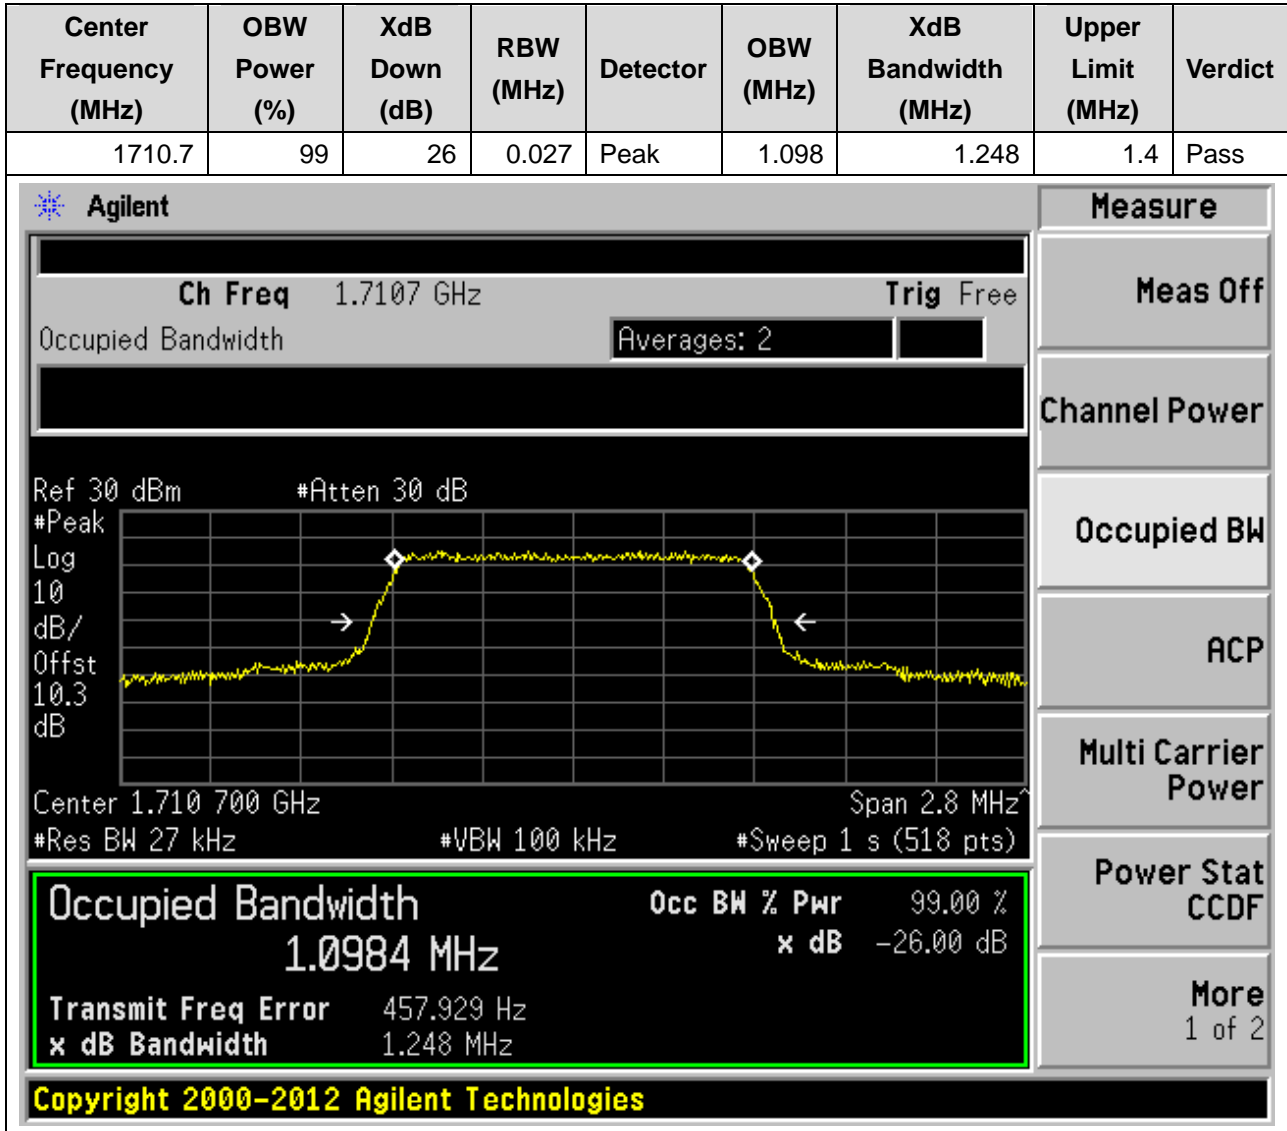 Center Frequency (MHz) OBW Power (%) XdB Down (dB) RBW (MHz) Detector OBW (MHz) XdB Bandwidth (MHz) Upper Limit (MHz) Verdict
1710.7 99 26 0.027 Peak 1.098 1.248 1.4 Pass
Agilent
Measure
Ch Freq 1.7107 GHz Trig Free
Meas Off
Occupied Bandwidth Averages: 2
Channel Power
Ref 30 dBm #Atten 30 dB
#Peak
Log
10
dB/
Offst
10.3
dB
Occupied BW
ACP
Multi Carrier
Power
Center 1.710 700 GHz Span 2.8 MHz^
#Res BW 27 kHz #VBW 100 kHz #Sweep 1 s (518 pts)
Power Stat
CCDF
Occupied Bandwidth Occ BW % Pwr 99.00 %
1.0984 MHz x dB -26.00 dB
Transmit Freq Error 457.929 Hz
x dB Bandwidth 1.248 MHz
More
1 of 2
Copyright 2000-2012 Agilent Technologies